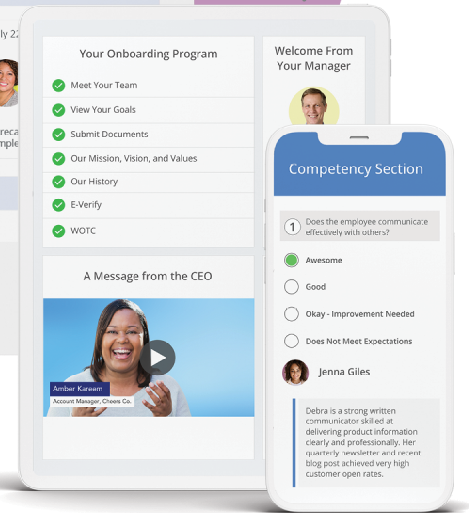 ly 22
Your Onboarding Program
Meet Your Team
View Your Goals
Submit Documents
Our Mission, Vision, and Values
Our History
E-Verify
WOTC
Welcome From
Your Manager
A Message from the CEO
Amber Kareem
Account Manager, Cheers Co.
Competency Section
1
Does the employee communicate
effectively with others?
Awesome
Good
Okay - Improvement Needed
Does Not Meet Expectations
Jenna Giles
Debra is a strong written
communicator skilled at
delivering product information
clearly and professionally. Her
quarterly newsletter and recent
blog post achieved very high
customer open rates.